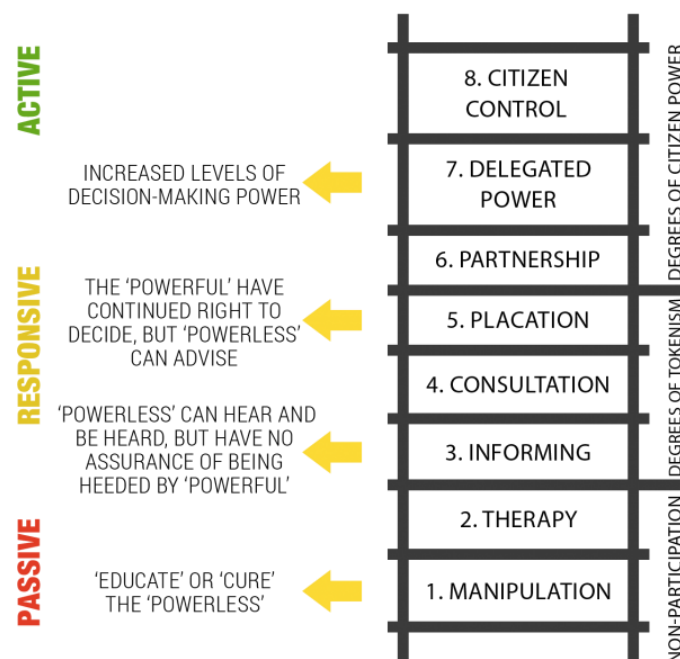 ACTIVE
8. CITIZEN
CONTROL
INCREASED LEVELS OF
DECISION-MAKING POWER
7. DELEGATED
POWER
6. PARTNERSHIP
DEGREES OF CITIZEN POWER
RESPONSIVE
THE ‘POWERFUL’ HAVE
CONTINUED RIGHT TO
DECIDE, BUT ‘POWERLESS’
CAN ADVISE
5. PLACATION
4. CONSULTATION
‘POWERLESS’ CAN HEAR AND
BE HEARD, BUT HAVE NO
ASSURANCE OF BEING
HEEDED BY ‘POWERFUL’
3. INFORMING
DEGREES OF TOKENISM
PASSIVE
2. THERAPY
‘EDUCATE’ OR ‘CURE’
THE ‘POWERLESS’
1. MANIPULATION
NON-PARTICIPATION